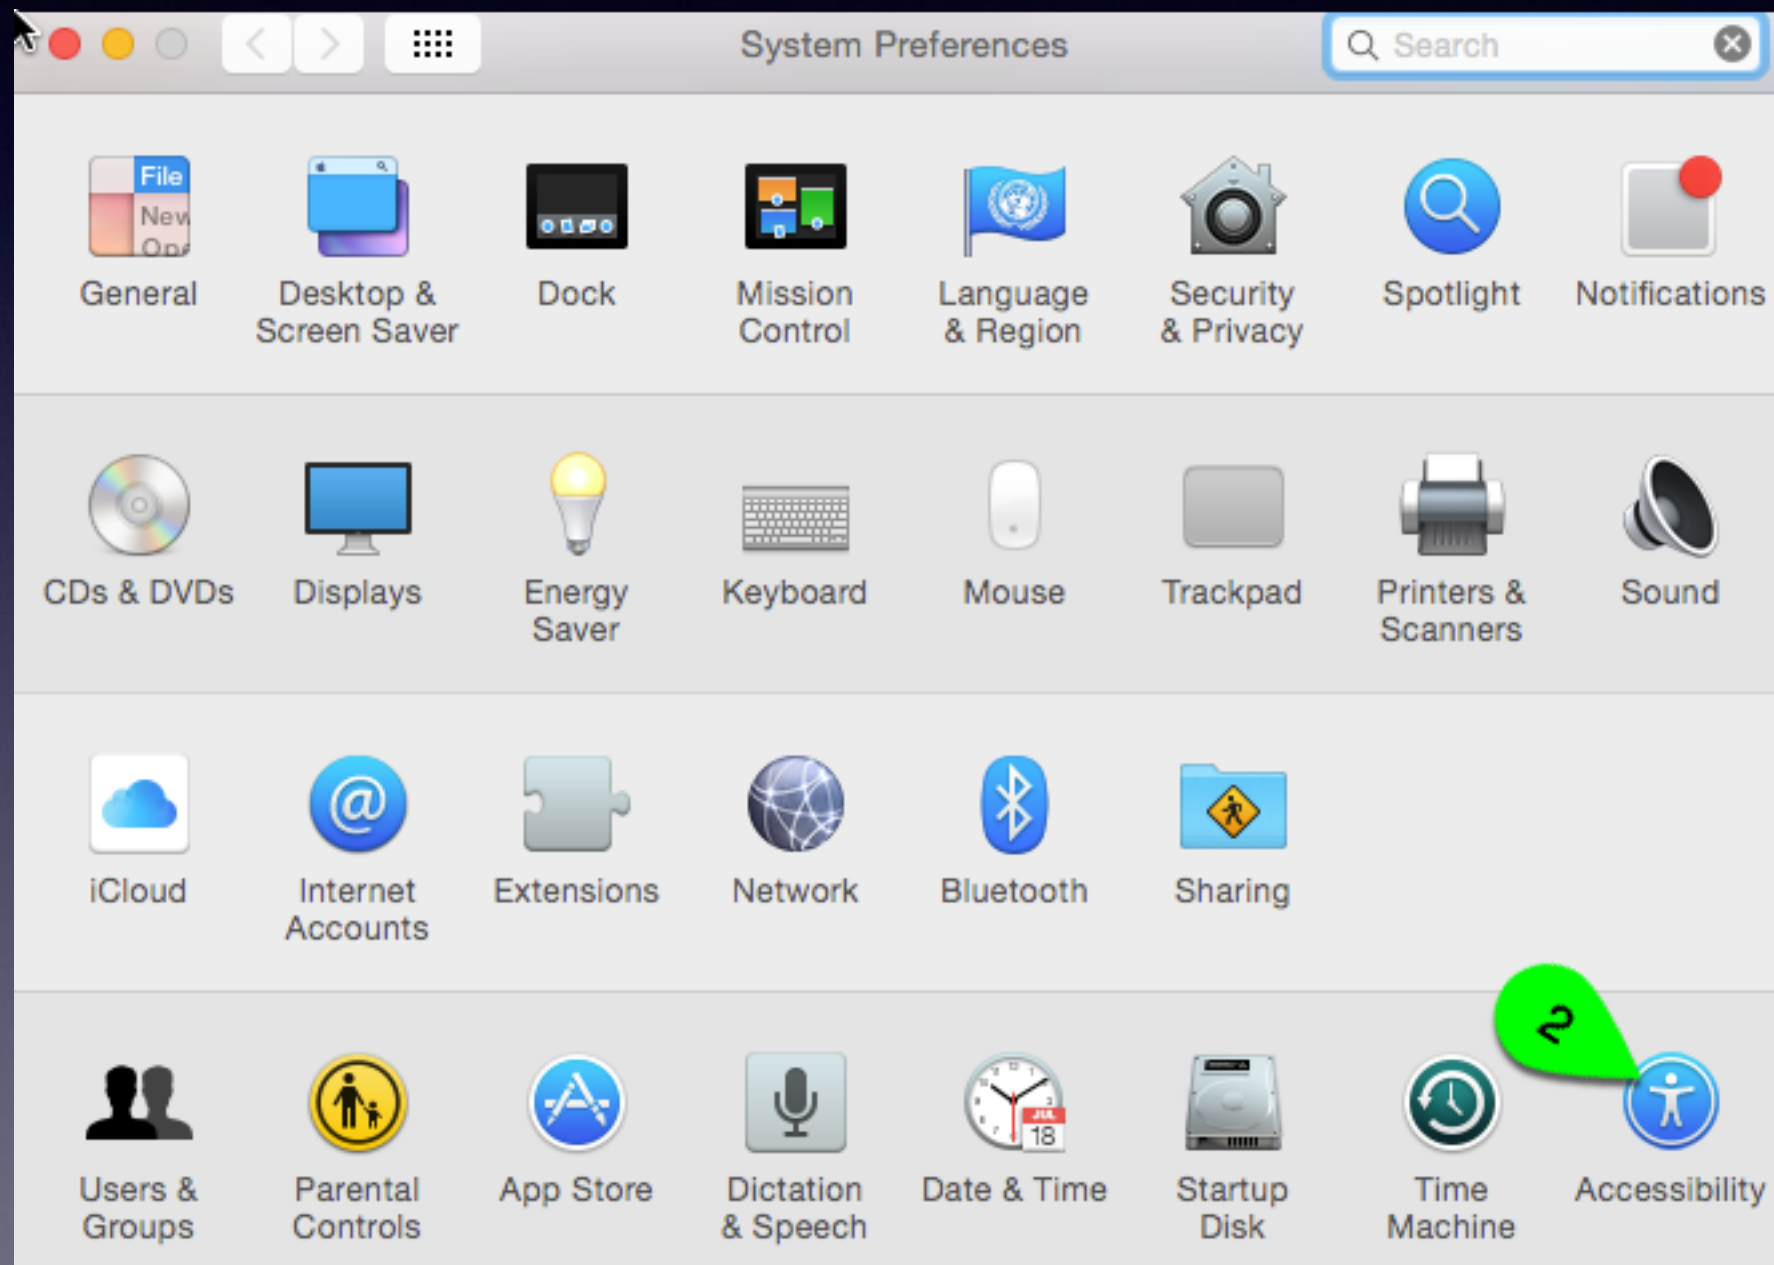 System Preferences
Search
File
New
Ope
General
Desktop &
Screen Saver
Dock
Mission
Control
Language
& Region
Security
& Privacy
Spotlight
Notifications
CDs & DVDs
Displays
Energy
Saver
Keyboard
Mouse
Trackpad
Printers &
Scanners
Sound
@
iCloud
Internet
Accounts
Extensions
Network
Bluetooth
Sharing
2
JUL
18
Users &
Groups
Parental
Controls
App Store
Dictation
& Speech
Date & Time
Startup
Disk
Time
Machine
Accessibility